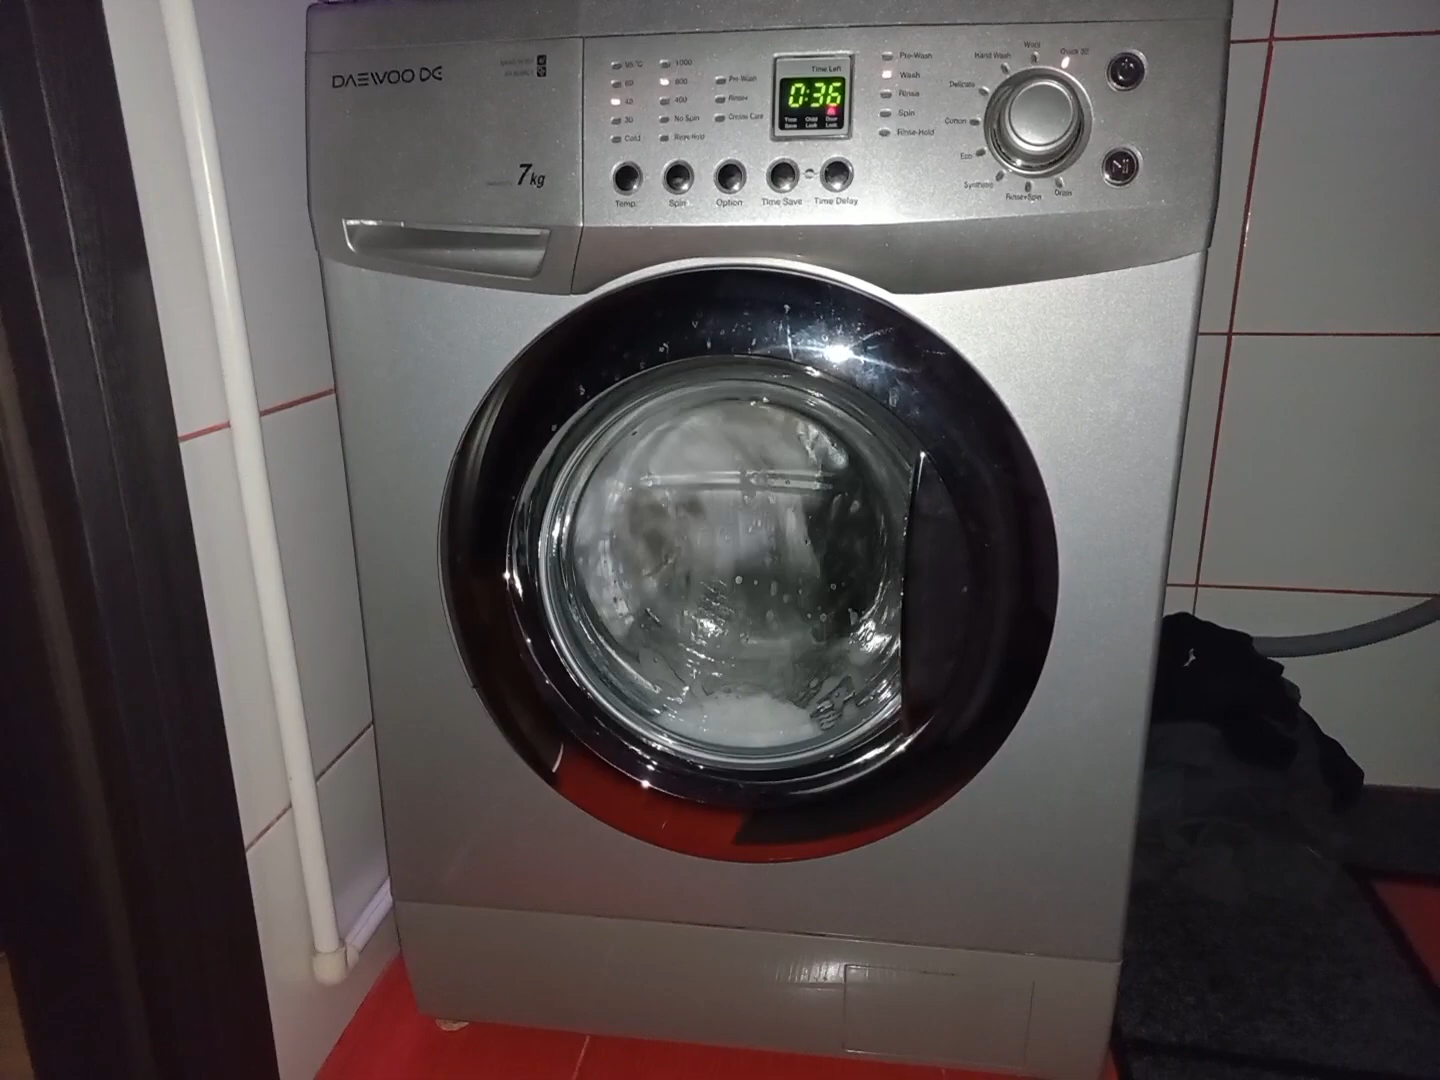 DAEWOO DC
7kg
95°C
60
40
30
Cold
Temp.
1000
800
400
No Spin
Rinse Hold
Spin
Pre-Wash
Rinse+
Crease Care
Option
Time Left
0:36
Time Save
Child Lock
Door Lock
Time Save
Time Delay
Pre-Wash
Wash
Rinse
Spin
Rinse-Hold
Wool
Quick 30
Hand Wash
Delicate
Cotton
Eco
Synthetic
Rinse+Spin
Drain